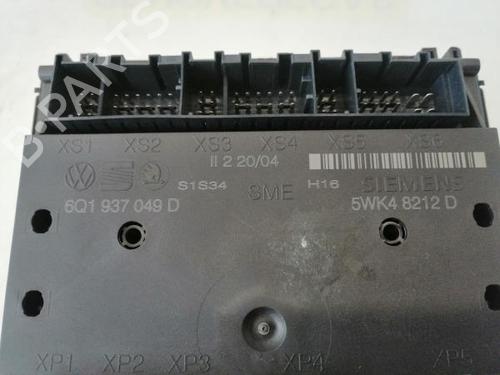 XS1 XS2 XS3 XS4 XS5 XS6
II 2 20/04
S1S34 SME H16 SIEMENS
6Q1 937 049 D 5WK4 8212 D
XP1 XP2 XP3 XP4 XP5
B-PARTS